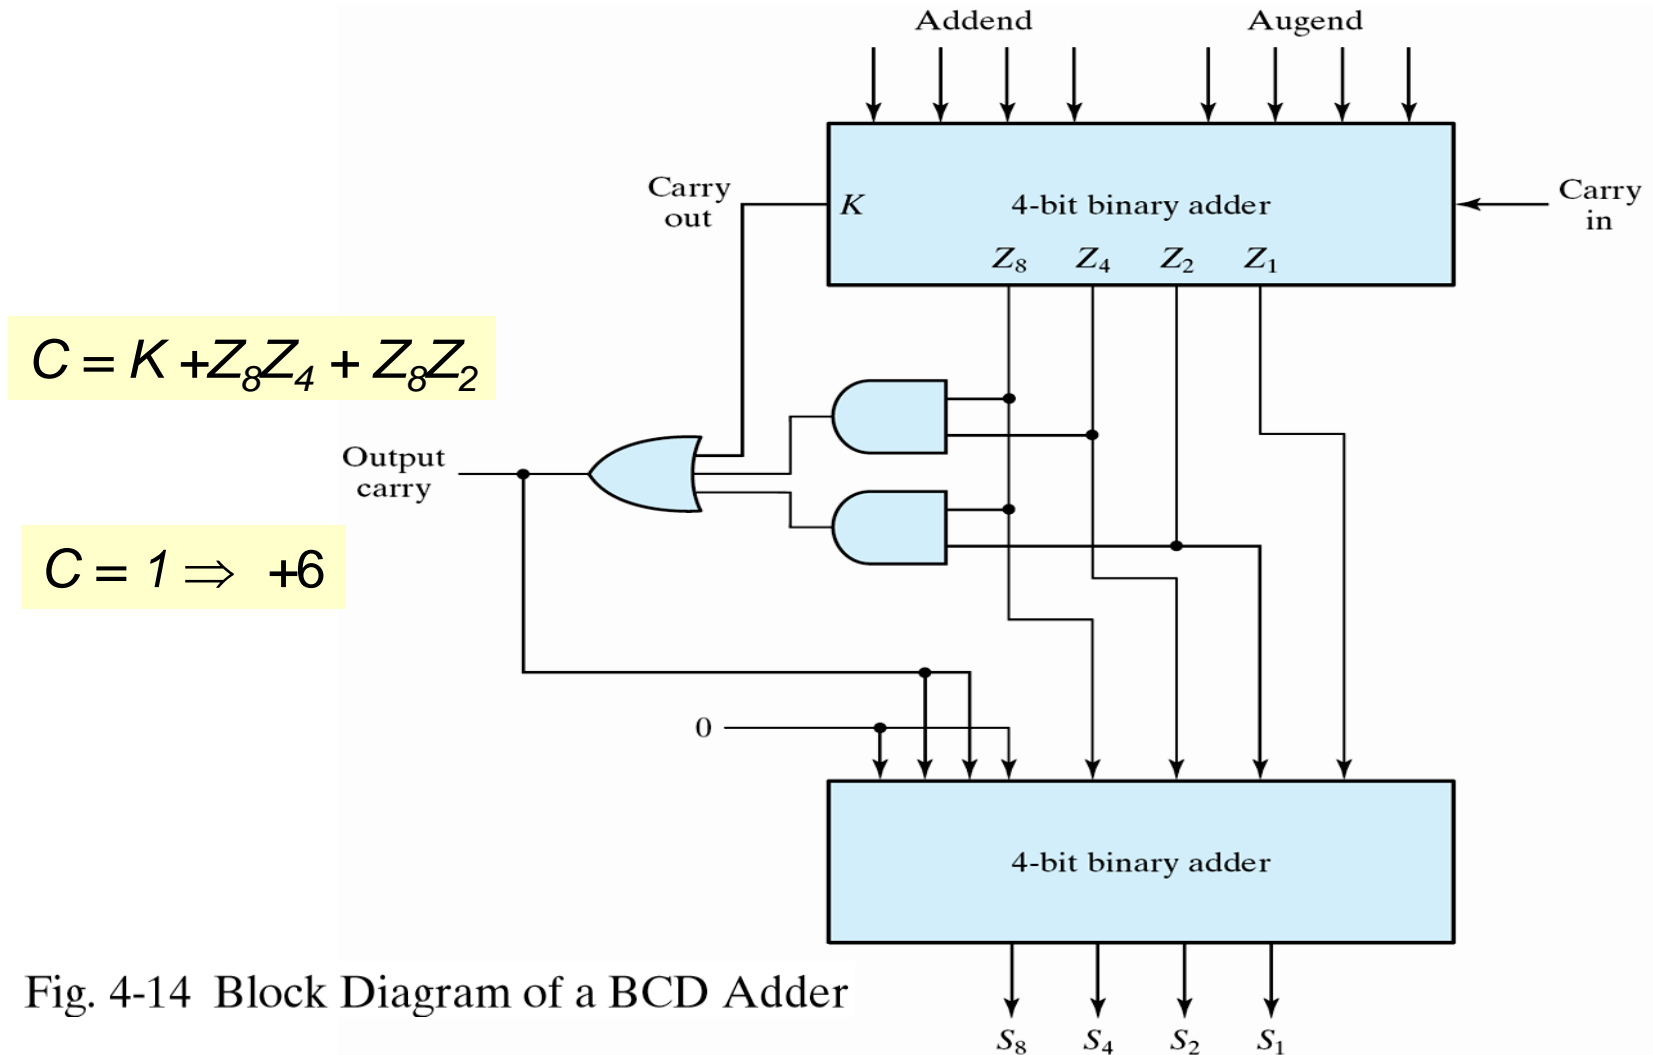 Addend
Augend
Carry
out
K
4-bit binary adder
Carry
in
Z8 Z4 Z2 Z1
C = K +Z8Z4 + Z8Z2
Output
carry
C = 1 ⇒ +6
0
4-bit binary adder
Fig. 4-14 Block Diagram of a BCD Adder
S8 S4 S2 S1